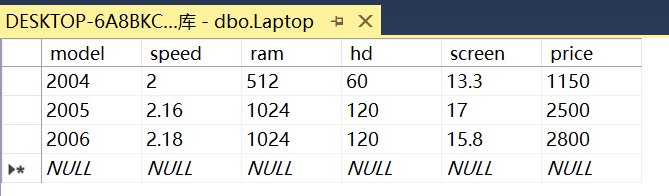 DESKTOP-6A8BKC...库 - dbo.Laptop
model speed ram hd screen price
2004 2 512 60 13.3 1150
2005 2.16 1024 120 17 2500
2006 2.18 1024 120 15.8 2800
NULL NULL NULL NULL NULL NULL